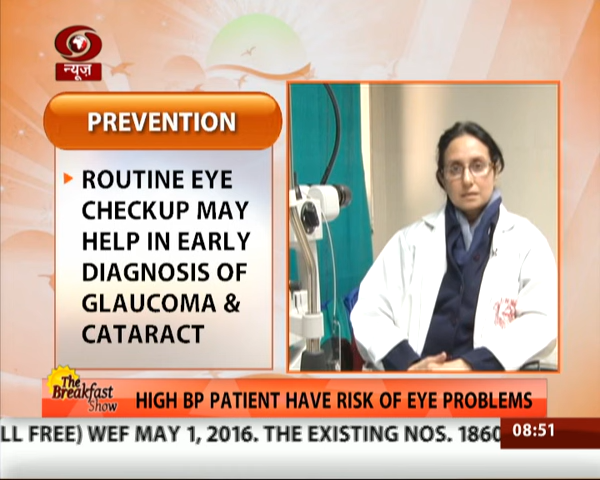 न्यूज़
PREVENTION
ROUTINE EYE
CHECKUP MAY
HELP IN EARLY
DIAGNOSIS OF
GLAUCOMA &
CATARACT
The
Breakfast
Show
HIGH BP PATIENT HAVE RISK OF EYE PROBLEMS
LL FREE) WEF MAY 1, 2016. THE EXISTING NOS. 1860
08:51